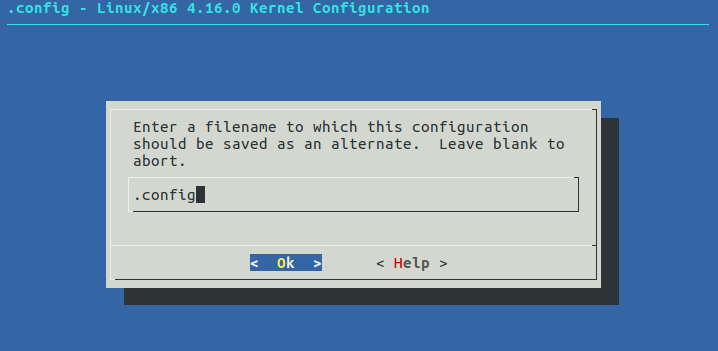 .config - Linux/x86 4.16.0 Kernel Configuration
Enter a filename to which this configuration
should be saved as an alternate.  Leave blank to
abort.
.config
<  Ok  >      < Help >